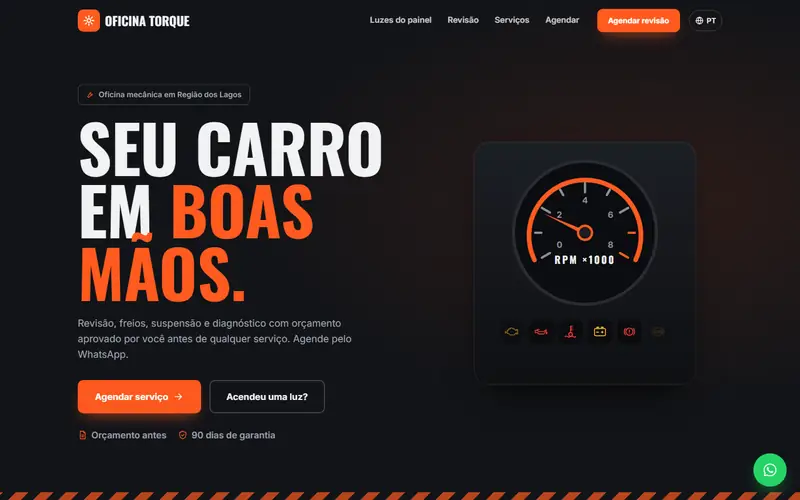 OFICINA TORQUE
Luzes do painel
Revisão
Serviços
Agendar
Agendar revisão
PT
Oficina mecânica em Região dos Lagos
SEU CARRO
EM BOAS
MÃOS.
Revisão, freios, suspensão e diagnóstico com orçamento
aprovado por você antes de qualquer serviço. Agende pelo
WhatsApp.
Agendar serviço
Acendeu uma luz?
Orçamento antes
90 dias de garantia
4
2
6
0
8
RPM ×1000